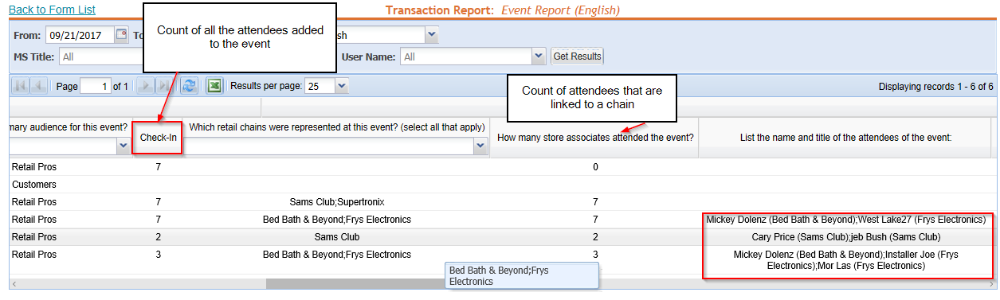 Back to Form List
Transaction Report: Event Report (English)
Count of all the attendees added
to the event
From: 09/21/2017 To sh
MS Title: All User Name: All Get Results
Page 1 of 1 Results per page: 25 Displaying records 1 - 6 of 6
Count of attendees that are
linked to a chain
mary audience for this event? Check-In Which retail chains were represented at this event? (select all that apply) How many store associates attended the event? List the name and title of the attendees of the event:
Retail Pros 7 0
Customers
Retail Pros 7 Sams Club;Supertronix 7
Retail Pros 7 Bed Bath & Beyond;Frys Electronics 7 Mickey Dolenz (Bed Bath & Beyond);West Lake27 (Frys Electronics)
Retail Pros 2 Sams Club 2 Cary Price (Sams Club);jeb Bush (Sams Club)
Retail Pros 3 Bed Bath & Beyond;Frys Electronics 3 Mickey Dolenz (Bed Bath & Beyond);Installer Joe (Frys
Electronics);Mor Las (Frys Electronics)
Bed Bath & Beyond;Frys
Electronics